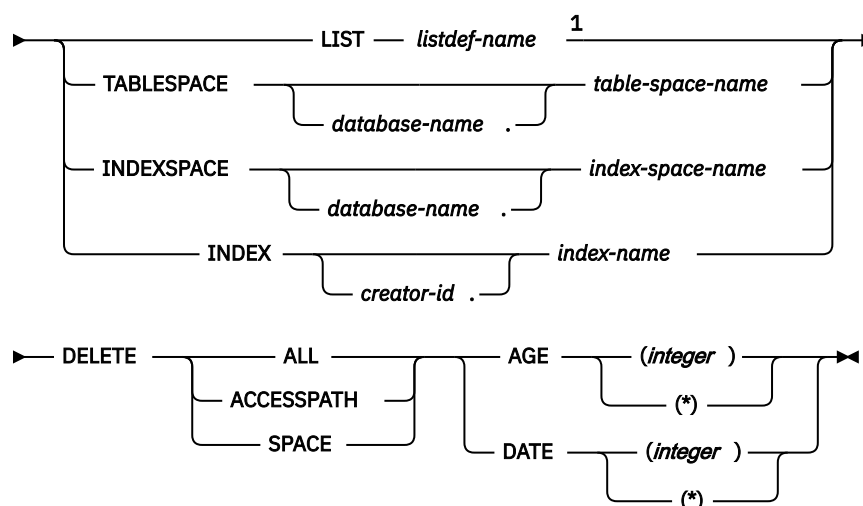 LIST listdef-name 1
TABLESPACE table-space-name
database-name .
INDEXSPACE index-space-name
database-name .
INDEX index-name
creator-id .
DELETE ALL AGE (integer )
ACCESSPATH (*)
SPACE DATE (integer )
(*)